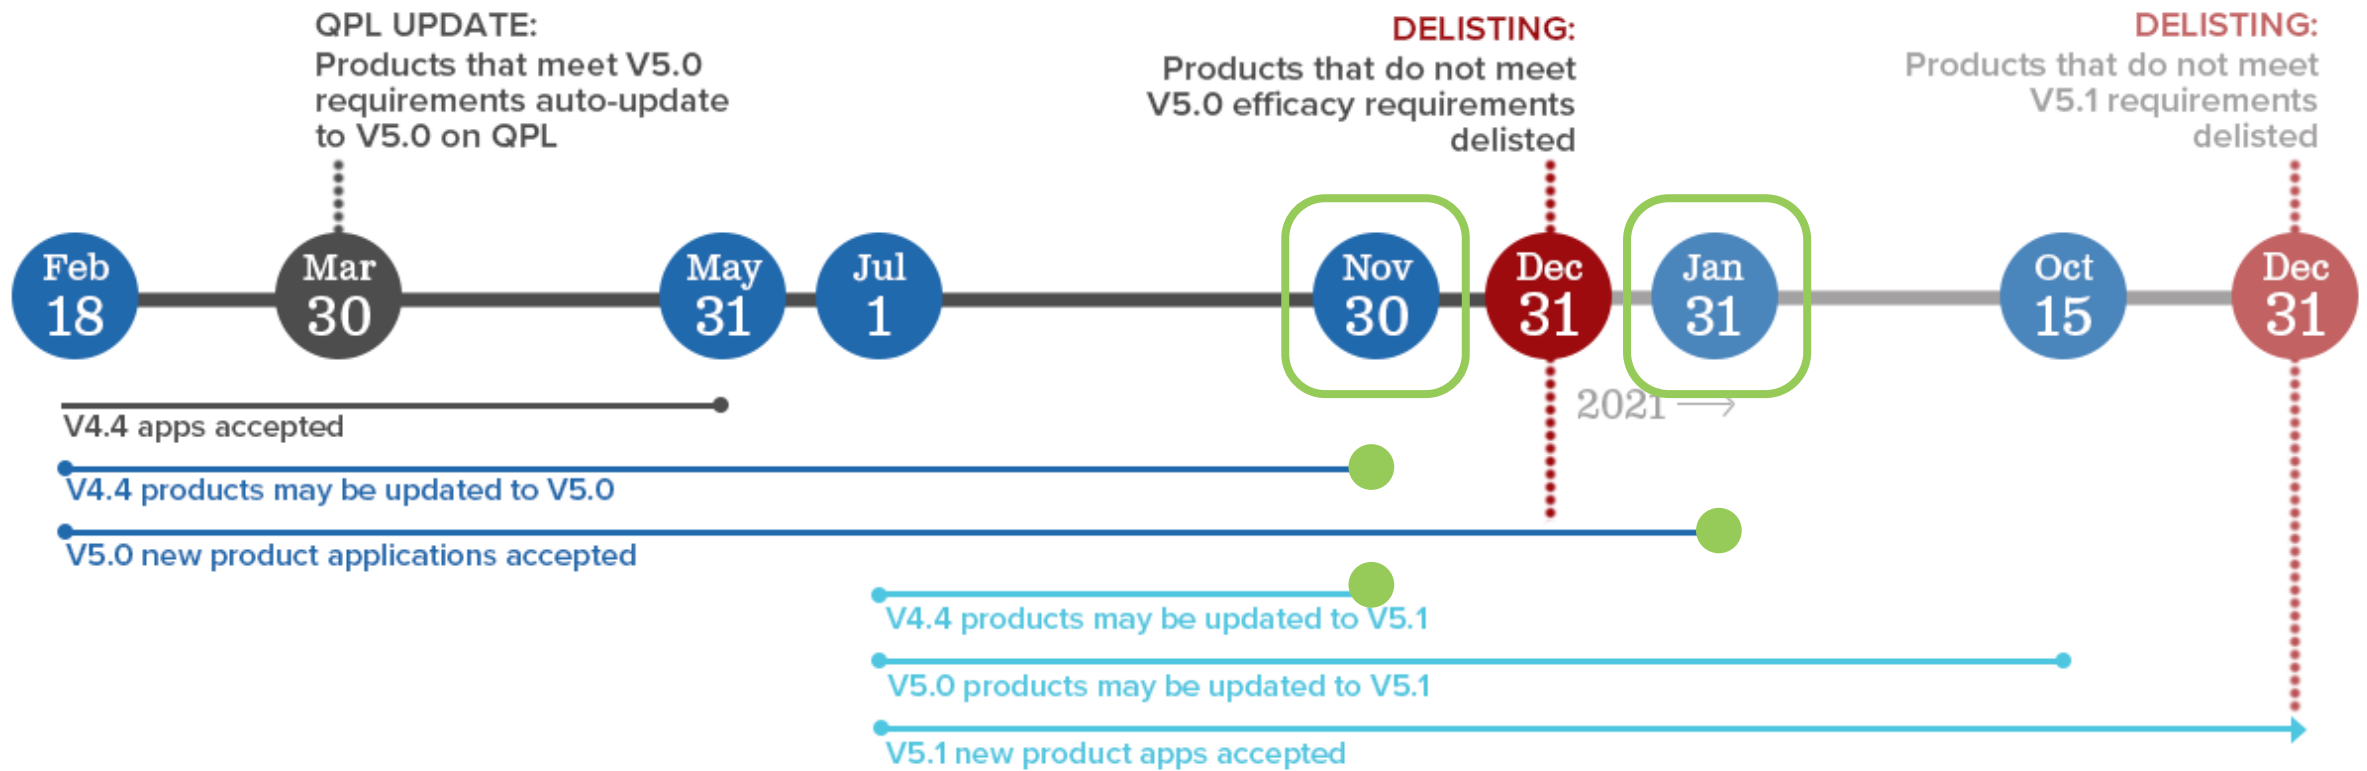 QPL UPDATE:
Products that meet V5.0
requirements auto-update
to V5.0 on QPL
DELISTING:
Products that do not meet
V5.0 efficacy requirements
delisted
DELISTING:
Products that do not meet
V5.1 requirements
delisted
Feb
18
Mar
30
May
31
Jul
1
Nov
30
Dec
31
Jan
31
Oct
15
Dec
31
2021
V4.4 apps accepted
V4.4 products may be updated to V5.0
V5.0 new product applications accepted
V4.4 products may be updated to V5.1
V5.0 products may be updated to V5.1
V5.1 new product apps accepted